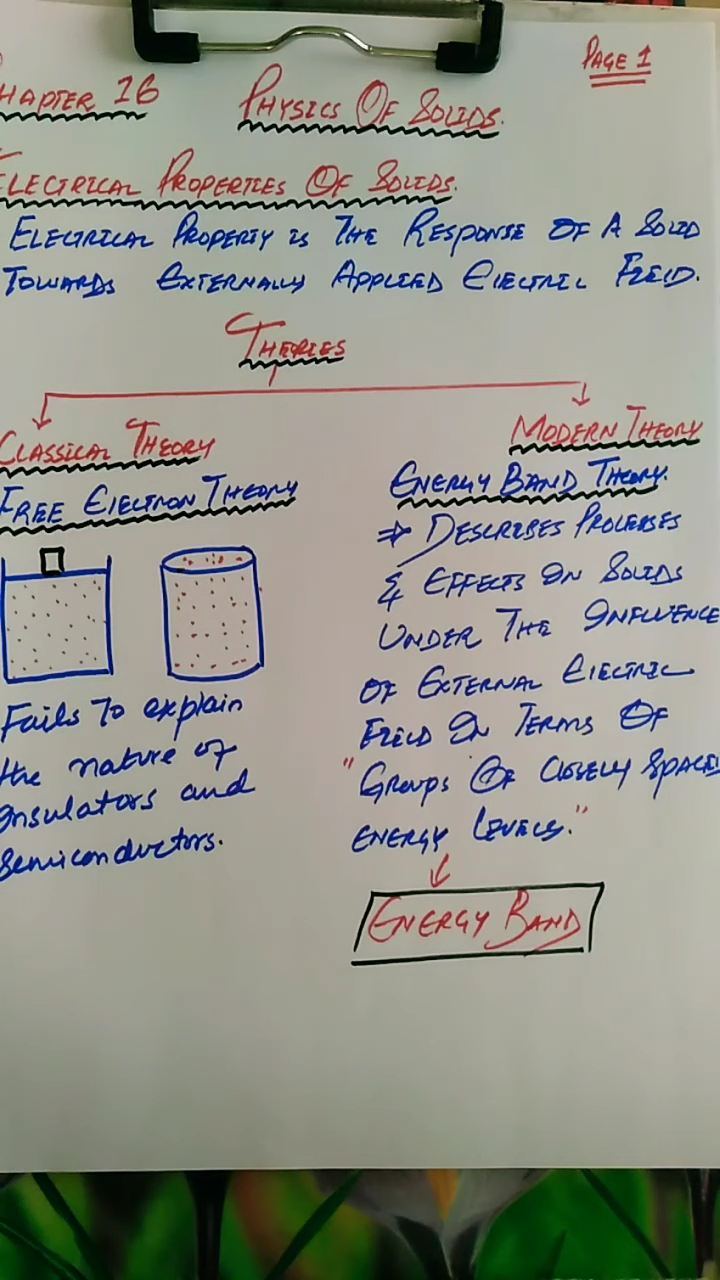 PAGE 1
HAPTER 16 PHYSICS OF SOLIDS.
ELECTRICAL PROPERTIES OF SOLIDS.
ELECTRICAL PROPERTY IS THE RESPONSE OF A SOLID
TOWARDS EXTERNALLY APPLIED ELECTRIC FIELD.
THEORIES
CLASSICAL THEORY
FREE ELECTRON THEORY
Fails To explain
the nature of
Insulators and
Semiconductors.
MODERN THEORY
ENERGY BAND THEORY.
⇒ DESCRIBES PROCESSES
& EFFECTS IN SOLIDS
UNDER THE INFLUENCE
OF EXTERNAL ELECTRIC
FIELD IN TERMS OF
"GROUPS OF CLOSELY SPACED
ENERGY LEVELS."
ENERGY BAND